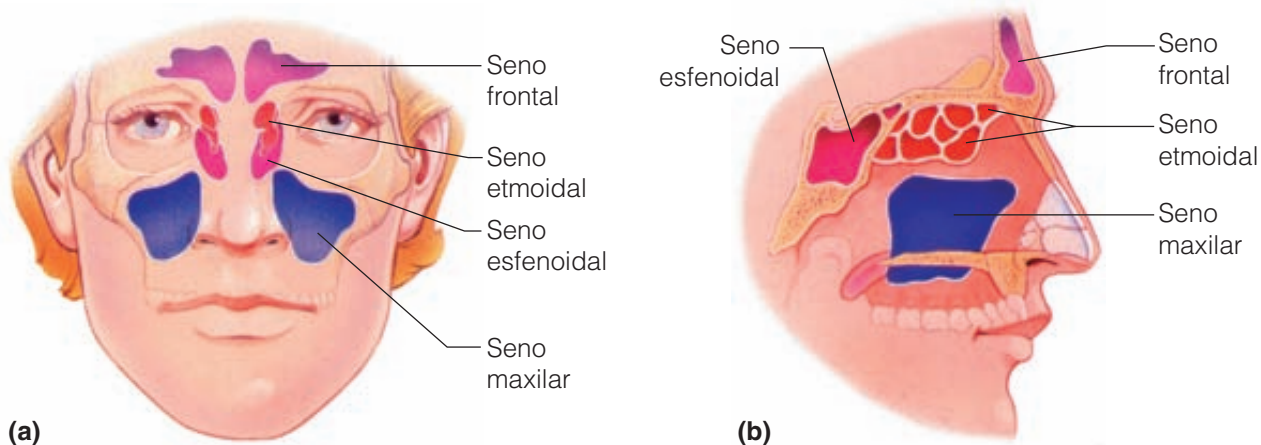 Seno
frontal
Seno
etmoidal
Seno
esfenoidal
Seno
maxilar
(a)
Seno
esfenoidal
Seno
frontal
Seno
etmoidal
Seno
maxilar
(b)